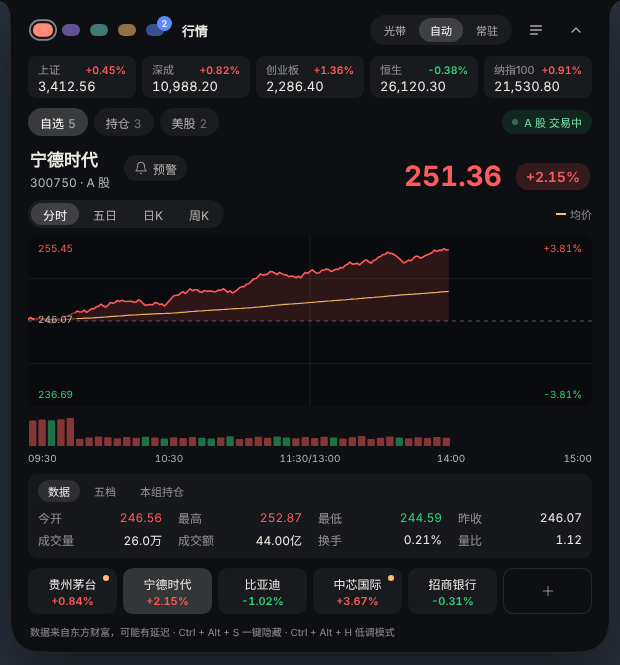 2 行情 光带 自动 常驻
上证 +0.45% 深成 +0.82% 创业板 +1.36% 恒生 -0.38% 纳指100 +0.91%
3,412.56 10,988.20 2,286.40 26,120.30 21,530.80
自选 5 持仓 3 美股 2 A 股 交易中
宁德时代 预警 251.36 +2.15%
300750 · A 股
分时 五日 日K 周K 均价
255.45 +3.81%
246.07
236.69 -3.81%
09:30 10:30 11:30/13:00 14:00 15:00
数据 五档 本组持仓
今开 246.56 最高 252.87 最低 244.59 昨收 246.07
成交量 26.0万 成交额 44.00亿 换手 0.21% 量比 1.12
贵州茅台 宁德时代 比亚迪 中芯国际 招商银行 +
+0.84% +2.15% -1.02% +3.67% -0.31%
数据来自东方财富，可能有延迟 · Ctrl + Alt + S 一键隐藏 · Ctrl + Alt + H 低调模式